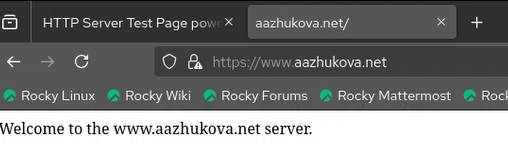 HTTP Server Test Page pow
aazhukova.net/
https://www.aazhukova.net
Rocky Linux Rocky Wiki Rocky Forums Rocky Mattermost Rock
Welcome to the www.aazhukova.net server.